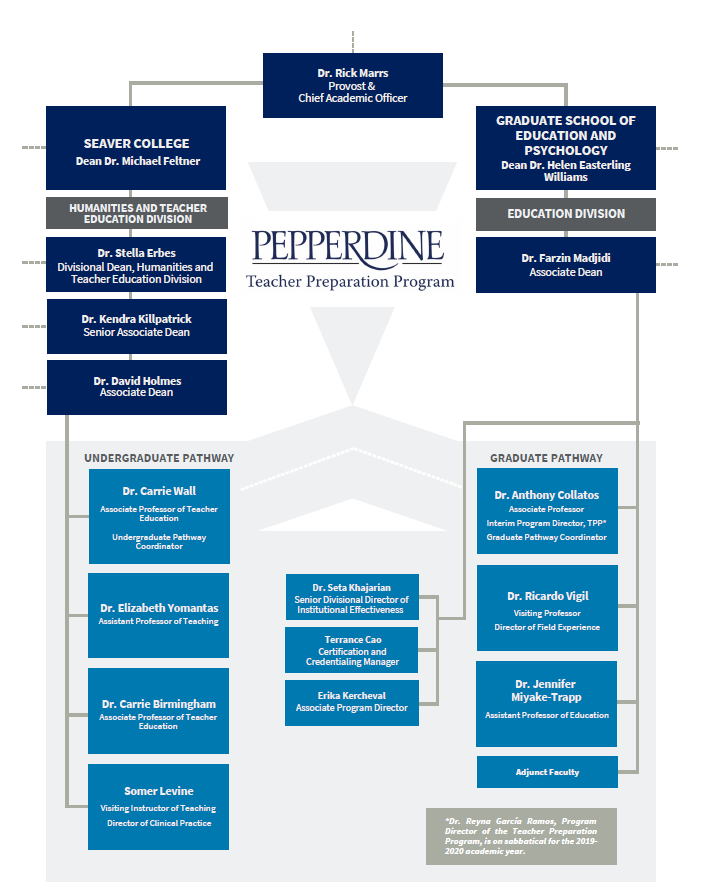 Dr. Rick Marrs
Provost &
Chief Academic Officer
SEAVER COLLEGE
Dean Dr. Michael Feltner
HUMANITIES AND TEACHER
EDUCATION DIVISION
Dr. Stella Erbes
Divisional Dean, Humanities and
Teacher Education Division
Dr. Kendra Killpatrick
Senior Associate Dean
Dr. David Holmes
Associate Dean
GRADUATE SCHOOL OF
EDUCATION AND
PSYCHOLOGY
Dean Dr. Helen Easterling
Williams
EDUCATION DIVISION
Dr. Farzin Madjidi
Associate Dean
PEPPERDINE
Teacher Preparation Program
UNDERGRADUATE PATHWAY
Dr. Carrie Wall
Associate Professor of Teacher
Education
Undergraduate Pathway
Coordinator
Dr. Elizabeth Yomantas
Assistant Professor of Teaching
Dr. Carrie Birmingham
Associate Professor of Teacher
Education
Somer Levine
Visiting Instructor of Teaching
Director of Clinical Practice
Dr. Seta Khajarian
Senior Divisional Director of
Institutional Effectiveness
Terrance Cao
Certification and
Credentialing Manager
Erika Kercheval
Associate Program Director
GRADUATE PATHWAY
Dr. Anthony Collatos
Associate Professor
Interim Program Director, TPP*
Graduate Pathway Coordinator
Dr. Ricardo Vigil
Visiting Professor
Director of Field Experience
Dr. Jennifer
Miyake-Trapp
Assistant Professor of Education
Adjunct Faculty
*Dr. Reyna García Ramos, Program
Director of the Teacher Preparation
Program, is on sabbatical for the 2019-
2020 academic year.